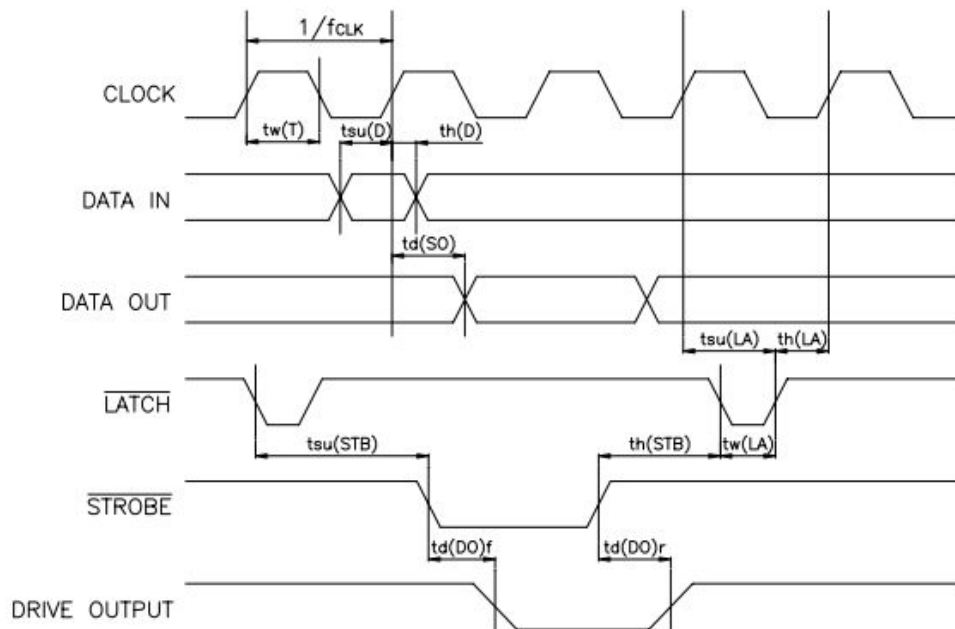 1/fCLK
CLOCK
tw(T) tsu(D) th(D)
DATA IN
td(SO)
DATA OUT
tsu(LA) th(LA)
LATCH
tsu(STB) th(STB) tw(LA)
STROBE
td(DO)f td(DO)r
DRIVE OUTPUT